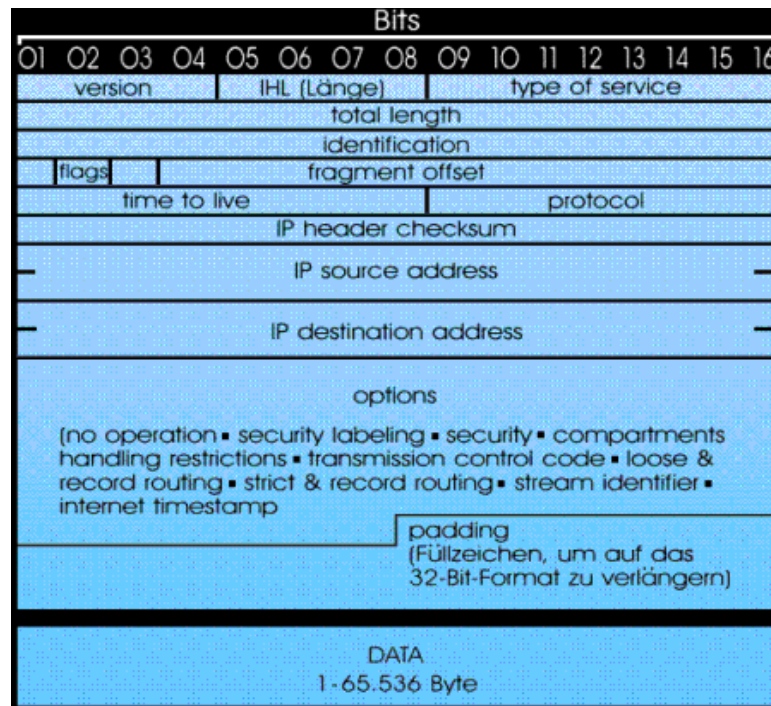 Bits
01 02 03 04 05 06 07 08 09 10 11 12 13 14 15 16
version IHL (Länge) type of service
total length
identification
flags fragment offset
time to live protocol
IP header checksum
IP source address
IP destination address
options
(no operation ▪ security labeling ▪ security ▪ compartments
handling restrictions ▪ transmission control code ▪ loose &
record routing ▪ strict & record routing ▪ stream identifier ▪
internet timestamp
padding
(Füllzeichen, um auf das
32-Bit-Format zu verlängern)
DATA
1-65.536 Byte